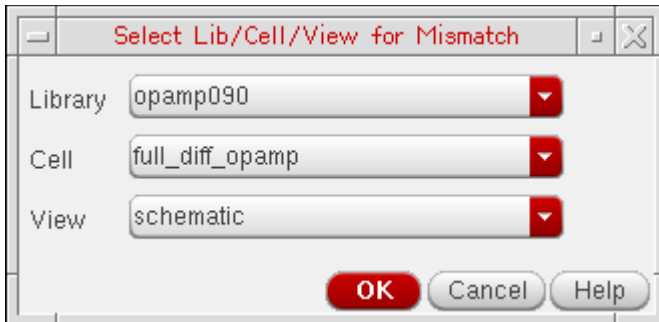 Select Lib/Cell/View for Mismatch
Library opamp090
Cell full_diff_opamp
View schematic
OK Cancel Help